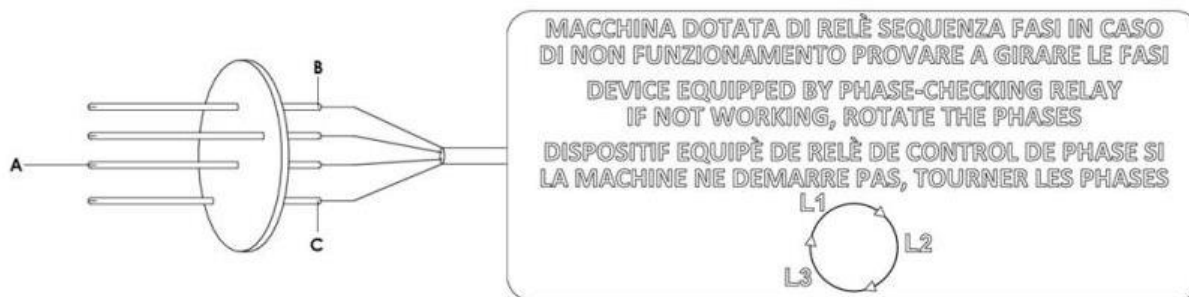 MACCHINA DOTATA DI RELÈ SEQUENZA FASI IN CASO
DI NON FUNZIONAMENTO PROVARE A GIRARE LE FASI
DEVICE EQUIPPED BY PHASE-CHECKING RELAY
IF NOT WORKING, ROTATE THE PHASES
DISPOSITIF EQUIPÈ DE RELÈ DE CONTROL DE PHASE SI
LA MACHINE NE DEMARRE PAS, TOURNER LES PHASES
L1
L2
L3
B
A
C